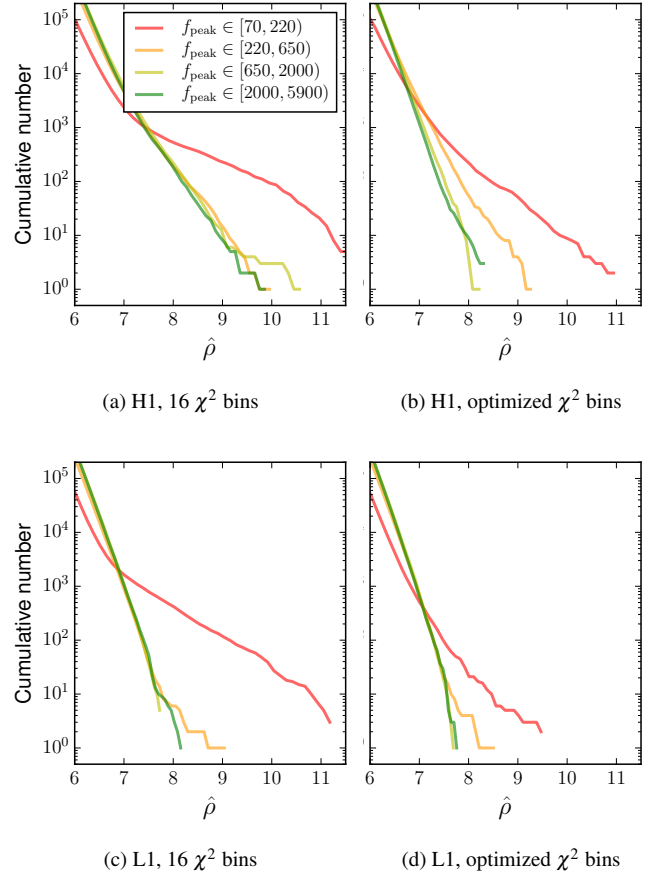 10^5
10^4
10^3
10^2
10^1
10^0
Cumulative number
f_peak ∈ [70, 220)
f_peak ∈ [220, 650)
f_peak ∈ [650, 2000)
f_peak ∈ [2000, 5900)
6 7 8 9 10 11
ρ̂
6 7 8 9 10 11
ρ̂
(a) H1, 16 χ² bins
(b) H1, optimized χ² bins
10^5
10^4
10^3
10^2
10^1
10^0
Cumulative number
6 7 8 9 10 11
ρ̂
6 7 8 9 10 11
ρ̂
(c) L1, 16 χ² bins
(d) L1, optimized χ² bins